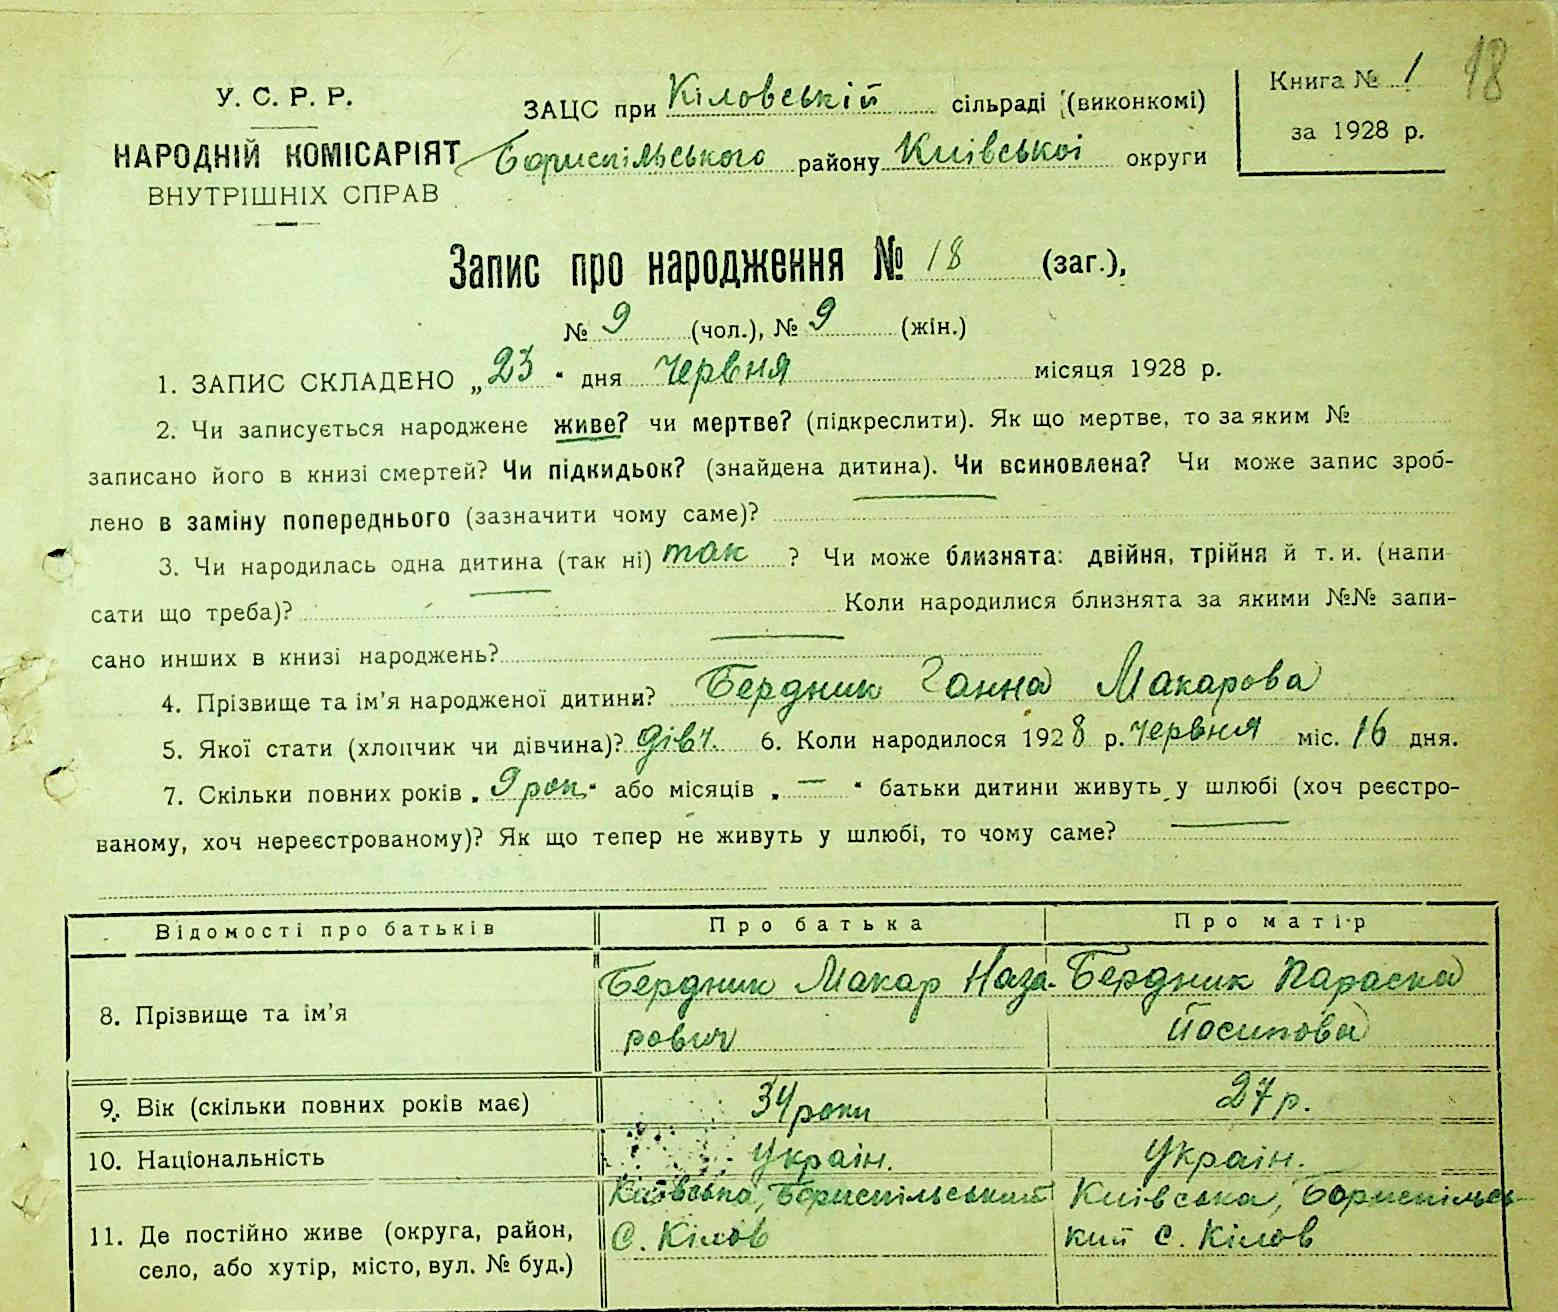 18
У. С. Р. Р.
НАРОДНІЙ КОМІСАРІЯТ
ВНУТРІШНІХ СПРАВ
ЗАЦС при Кіловській сільраді (виконкомі)
Бориспільського району Київської округи
Книга № 1
за 1928 р.
Запис про народження № 18 (заг.),
№ 9 (чол.), № 9 (жін.)
1. ЗАПИС СКЛАДЕНО „23“ дня червня місяця 1928 р.
2. Чи записується народжене живе? чи мертве? (підкреслити). Як що мертве, то за яким №
записано його в книзі смертей? Чи підкидьок? (знайдена дитина). Чи всиновлена? Чи може запис зроб-
лено в заміну попереднього (зазначити чому саме)? —
3. Чи народилась одна дитина (так ні) так ? Чи може близнята: двійня, трійня й т. и. (напи-
сати що треба)? — Коли народилися близнята за якими №№ запи-
сано инших в книзі народжень? —
4. Прізвище та ім'я народженої дитини? Бердник Ганна Макарова
5. Якої стати (хлопчик чи дівчина)? дівч. 6. Коли народилося 1928 р. червня міс. 16 дня.
7. Скільки повних років „9 рок“ або місяців „—“ батьки дитини живуть у шлюбі (хоч реєстро-
ваному, хоч нереєстрованому)? Як що тепер не живуть у шлюбі, то чому саме? —
Відомості про батьків Про батька Про матір
8. Прізвище та ім'я Бердник Макар Наза- Бердник Параска
рович Йосипова
9. Вік (скільки повних років має) 34 роки 27 р.
10. Національність Україн. Україн.
11. Де постійно живе (округа, район, Київська, Бориспільський Київська, Бориспільсь-
село, або хутір, місто, вул. № буд.) с. Кілов кий с. Кілов